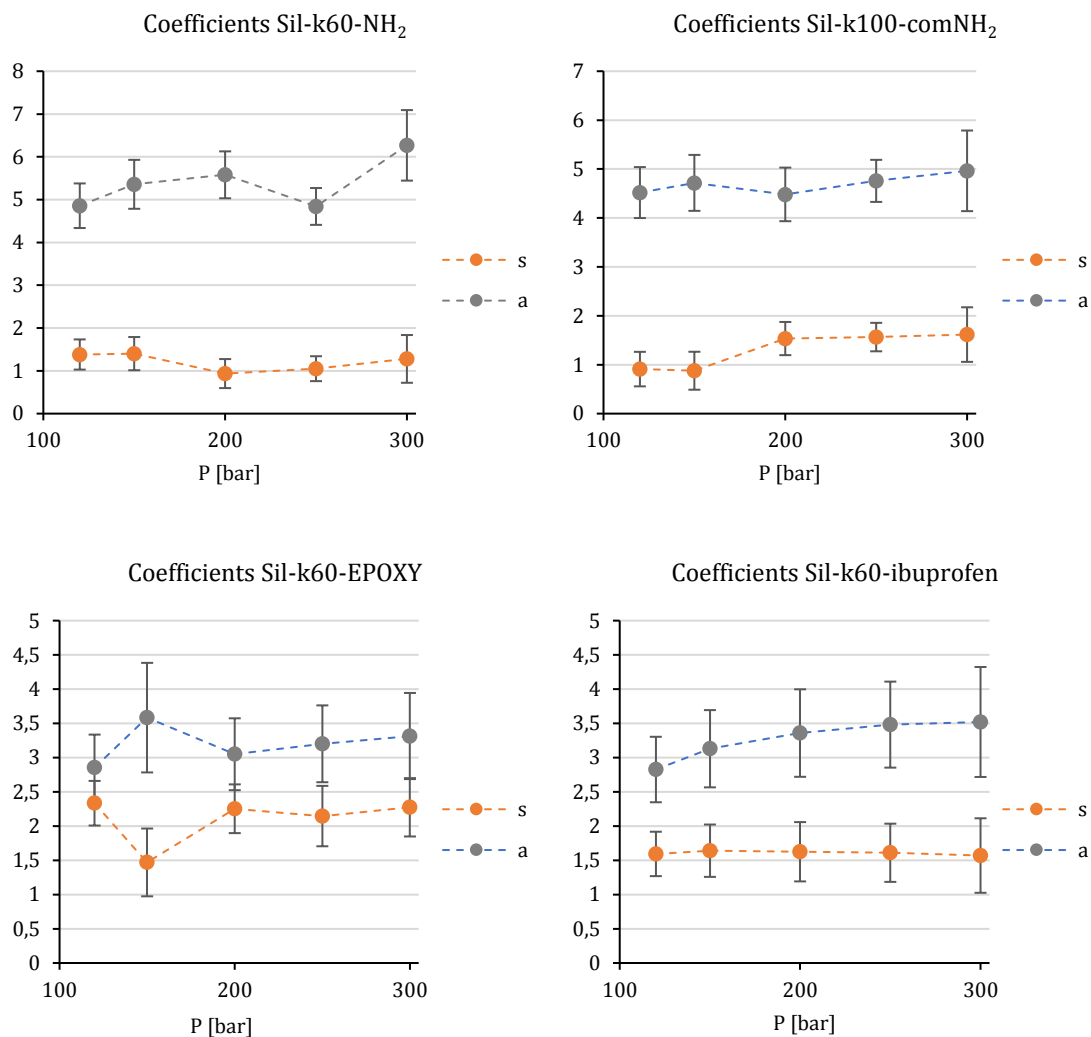 Coefficients Sil-k60-NH₂
8
7
6
5
4
3
2
1
0
100 200 300
P [bar]
s
a
Coefficients Sil-k100-comNH₂
7
6
5
4
3
2
1
0
100 200 300
P [bar]
s
a
Coefficients Sil-k60-EPOXY
5
4,5
4
3,5
3
2,5
2
1,5
1
0,5
0
100 200 300
P [bar]
s
a
Coefficients Sil-k60-ibuprofen
5
4,5
4
3,5
3
2,5
2
1,5
1
0,5
0
100 200 300
P [bar]
s
a